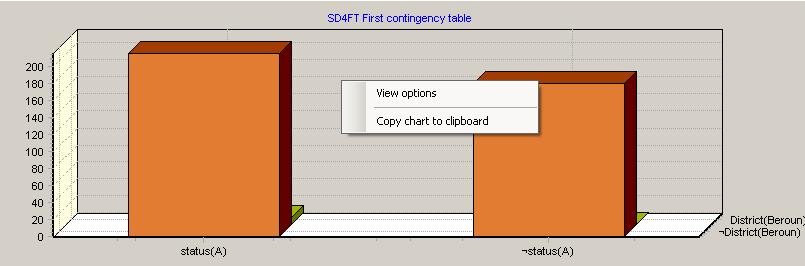 SD4FT First contingency table
200
180
160
140
120
100
80
60
40
20
0
View options
Copy chart to clipboard
District(Beroun)
¬District(Beroun)
status(A)
¬status(A)